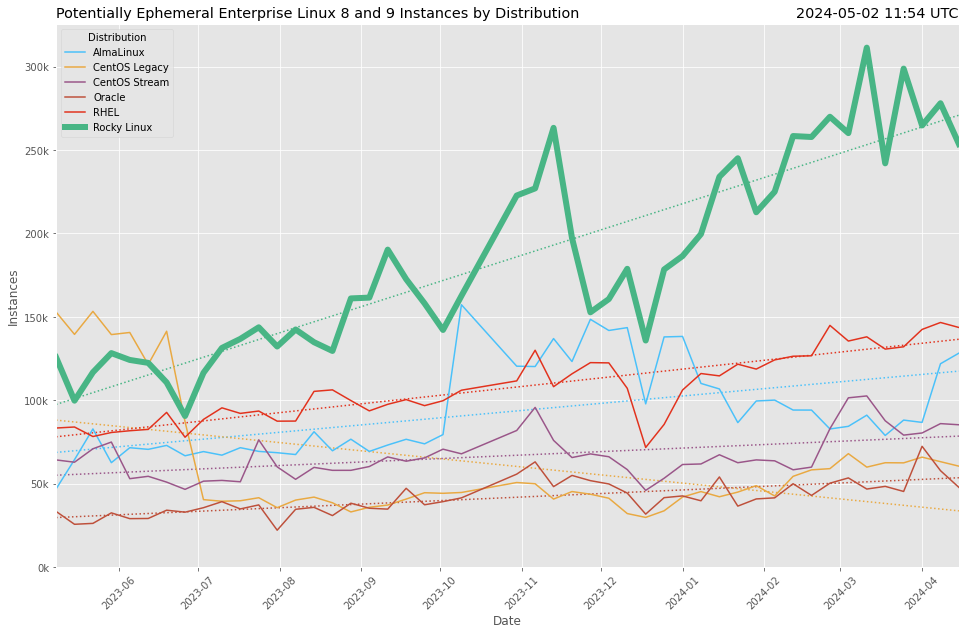 Potentially Ephemeral Enterprise Linux 8 and 9 Instances by Distribution
2024-05-02 11:54 UTC
Distribution
AlmaLinux
CentOS Legacy
CentOS Stream
Oracle
RHEL
Rocky Linux
300k
250k
200k
150k
100k
50k
0k
Instances
2023-06
2023-07
2023-08
2023-09
2023-10
2023-11
2023-12
2024-01
2024-02
2024-03
2024-04
Date